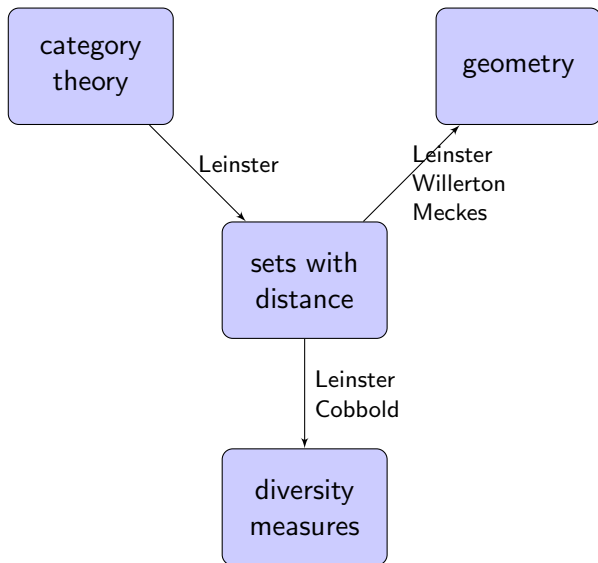 category
theory
geometry
Leinster
Leinster
Willerton
Meckes
sets with
distance
Leinster
Cobbold
diversity
measures